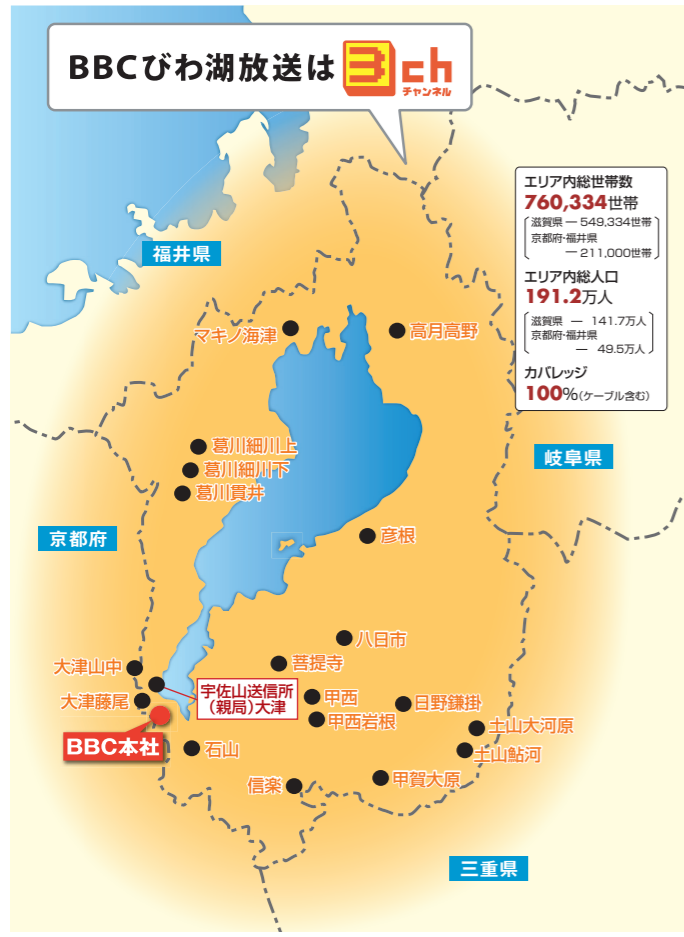 BBCびわ湖放送は 3ch
チャンネル
エリア内総世帯数
760,334世帯
滋賀県 ― 549,334世帯
京都府・福井県
― 211,000世帯
エリア内総人口
191.2万人
滋賀県 ― 141.7万人
京都府・福井県
― 49.5万人
カバレッジ
100%(ケーブル含む)
福井県
マキノ海津
高月高野
葛川細川上
葛川細川下
葛川貫井
岐阜県
京都府
彦根
八日市
菩提寺
大津山中
宇佐山送信所
(親局)大津
大津藤尾
甲西
日野鎌掛
甲西岩根
土山大河原
BBC本社
石山
土山鮎河
信楽
甲賀大原
三重県